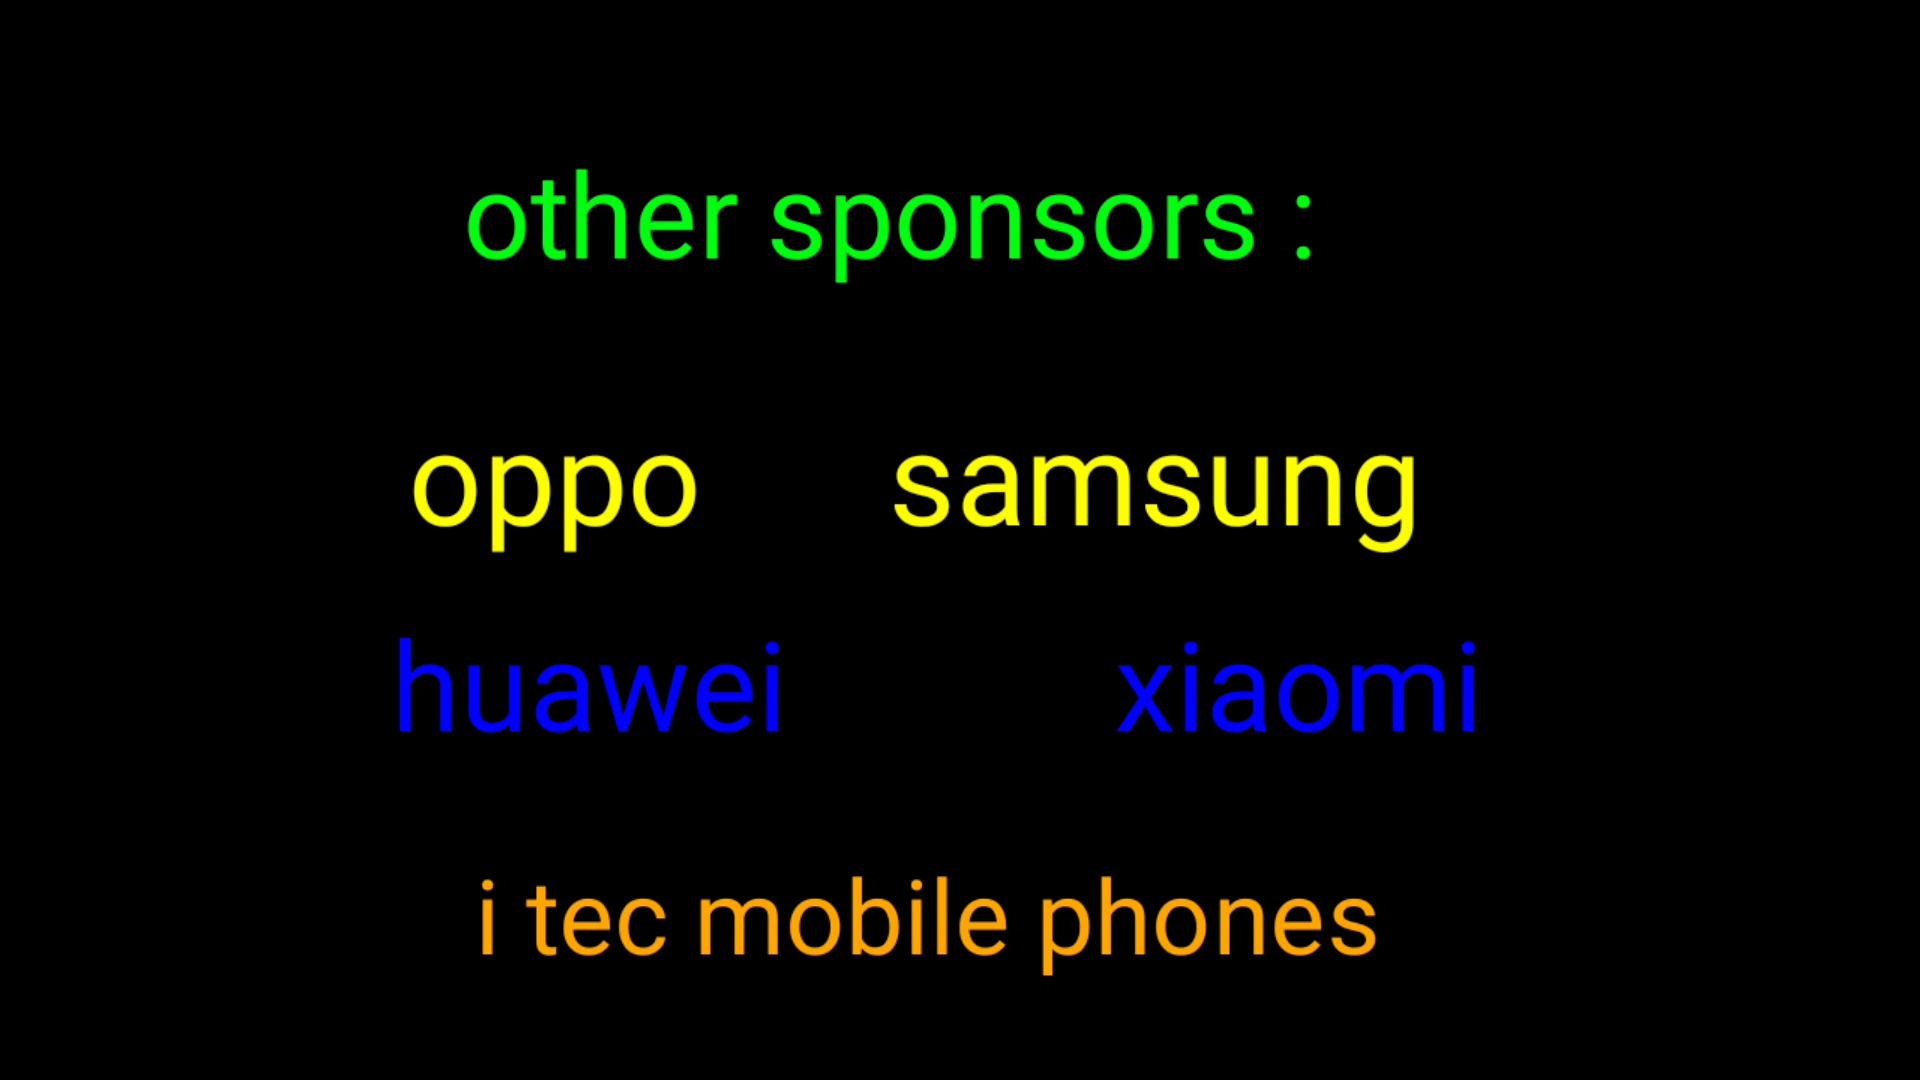 other sponsors :
oppo samsung
huawei xiaomi
i tec mobile phones